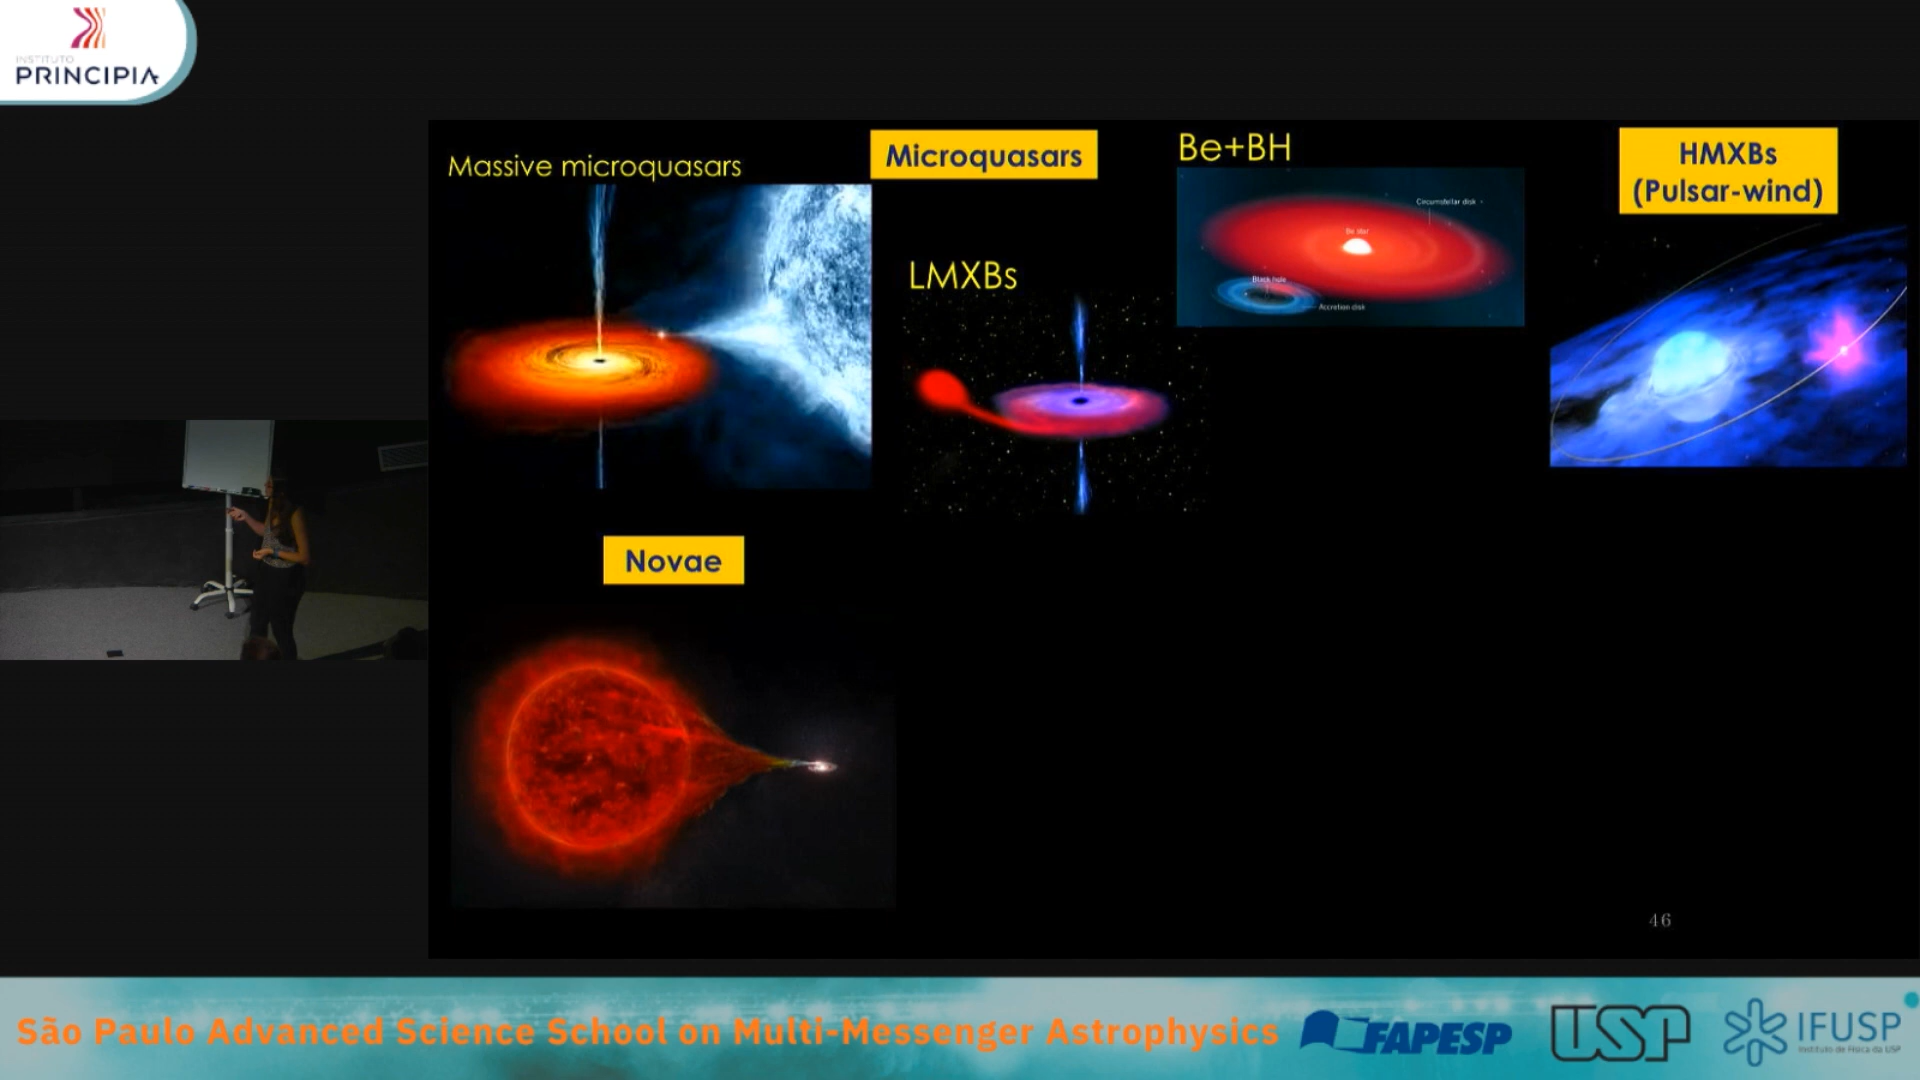 INSTITUTO
PRINCIPIA
Massive microquasars
Microquasars
Be+BH
HMXBs
(Pulsar-wind)
Circumstellar disk
Be star
Black hole
Accretion disk
LMXBs
Novae
46
São Paulo Advanced Science School on Multi-Messenger Astrophysics
FAPESP
USP
IFUSP
Instituto de Física da USP